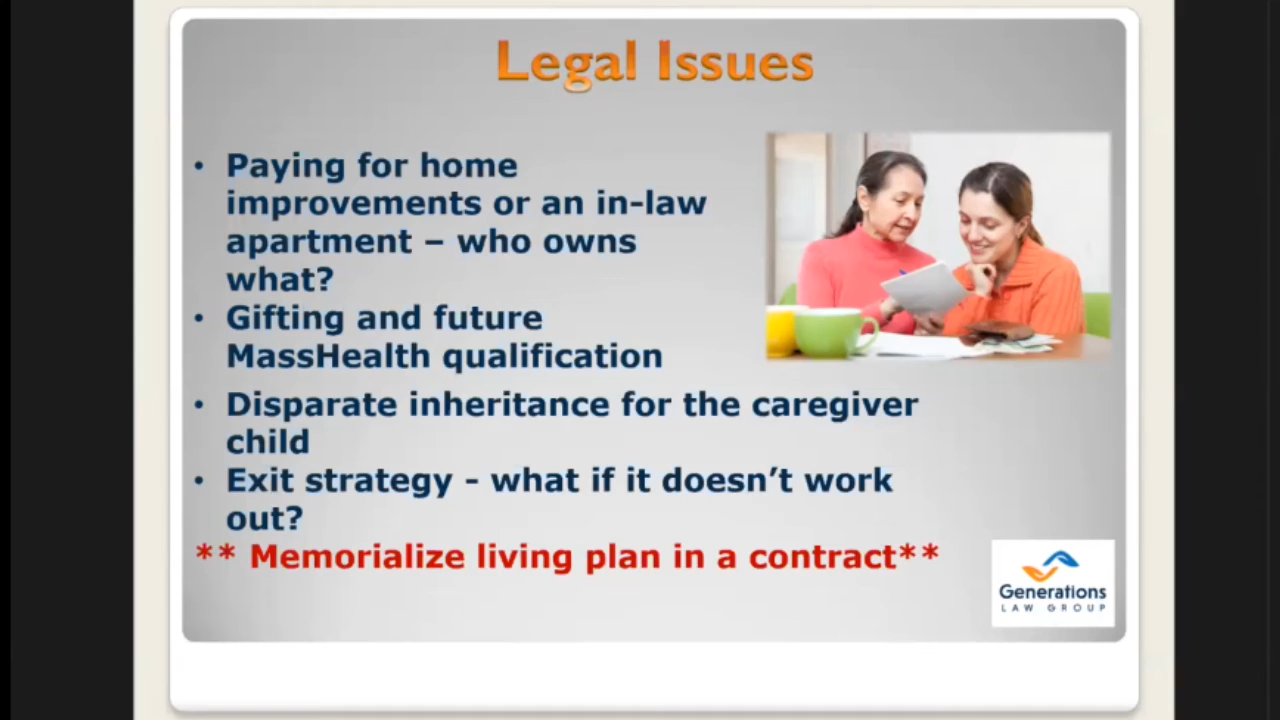 Legal Issues
• Paying for home
improvements or an in-law
apartment – who owns
what?
• Gifting and future
MassHealth qualification
• Disparate inheritance for the caregiver
child
• Exit strategy - what if it doesn’t work
out?
** Memorialize living plan in a contract**
Generations
LAW GROUP